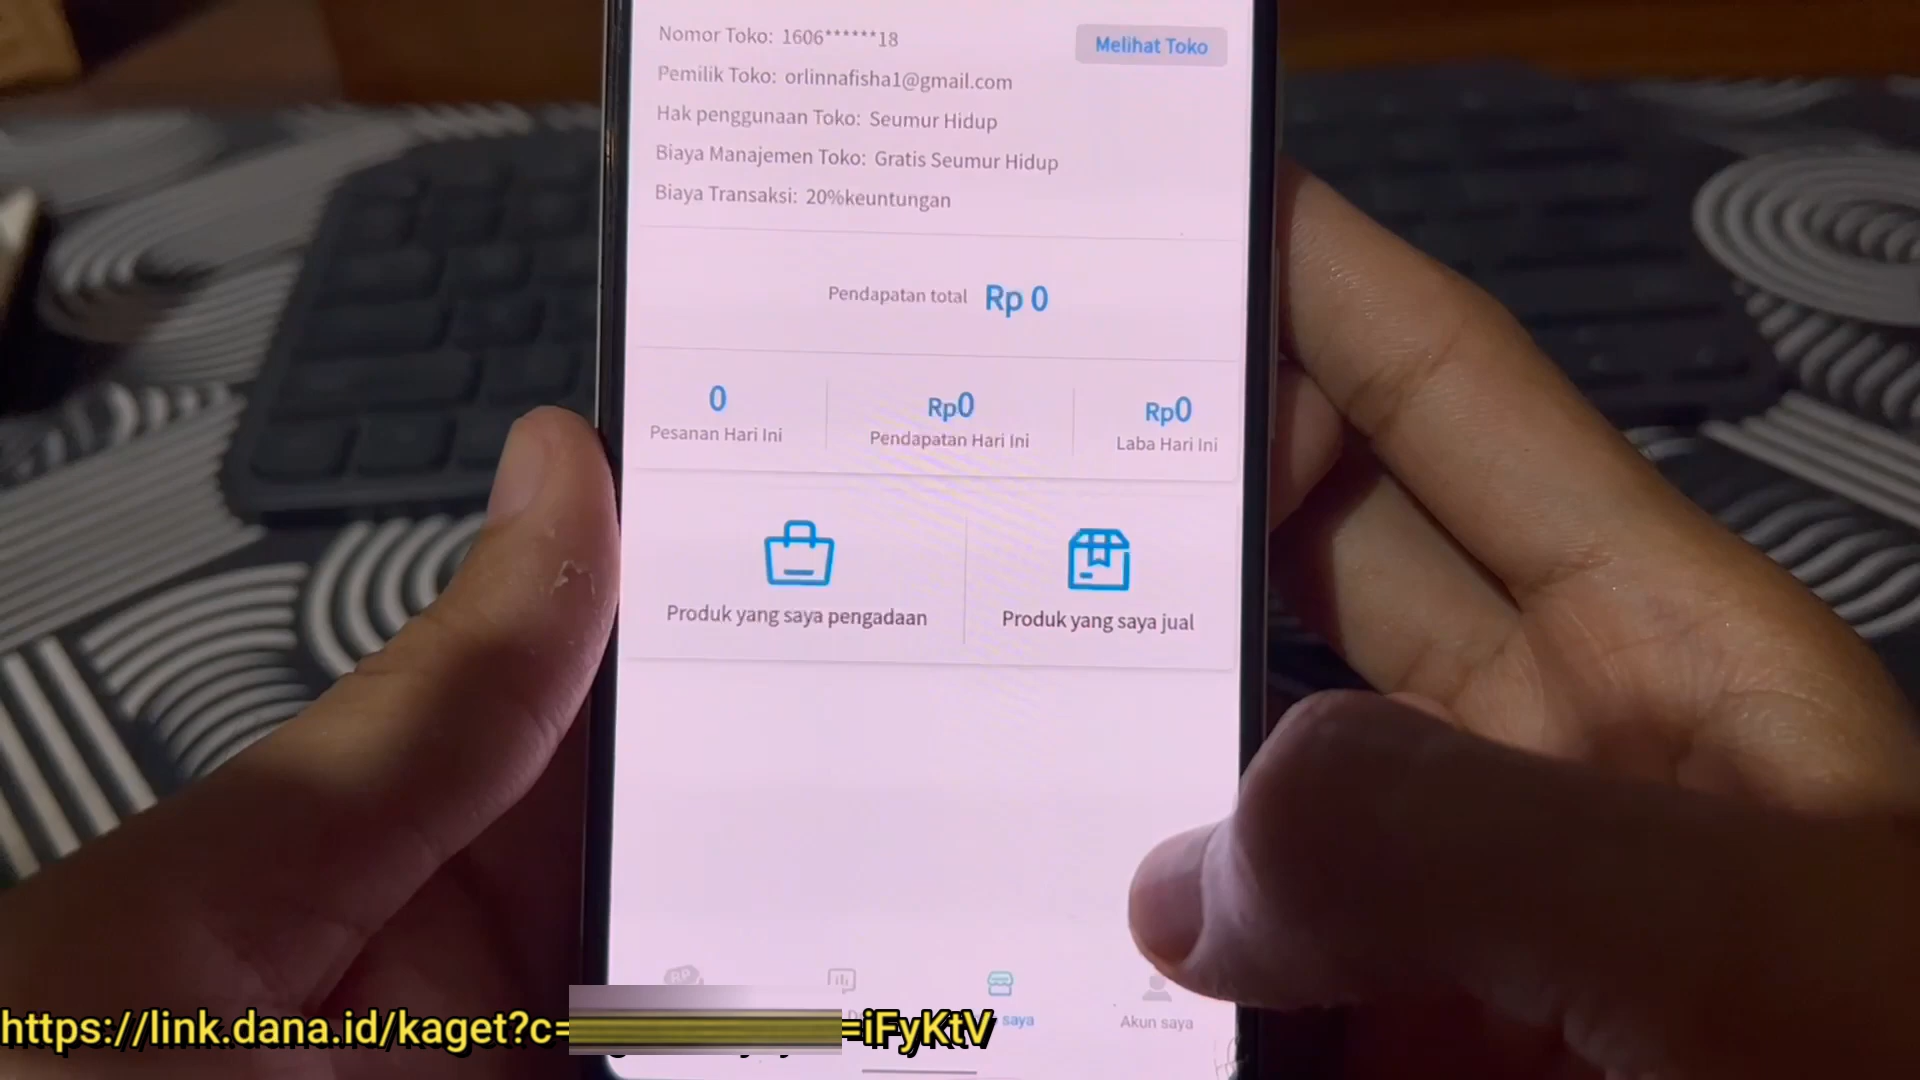 Nomor Toko: 1606******18
Melihat Toko
Pemilik Toko: orlinnafisha1@gmail.com
Hak penggunaan Toko: Seumur Hidup
Biaya Manajemen Toko: Gratis Seumur Hidup
Biaya Transaksi: 20%keuntungan
Pendapatan total Rp 0
0 Rp0 Rp0
Pesanan Hari Ini Pendapatan Hari Ini Laba Hari Ini
Produk yang saya pengadaan Produk yang saya jual
RP
saya Akun saya
https://link.dana.id/kaget?c= =iFyKtV